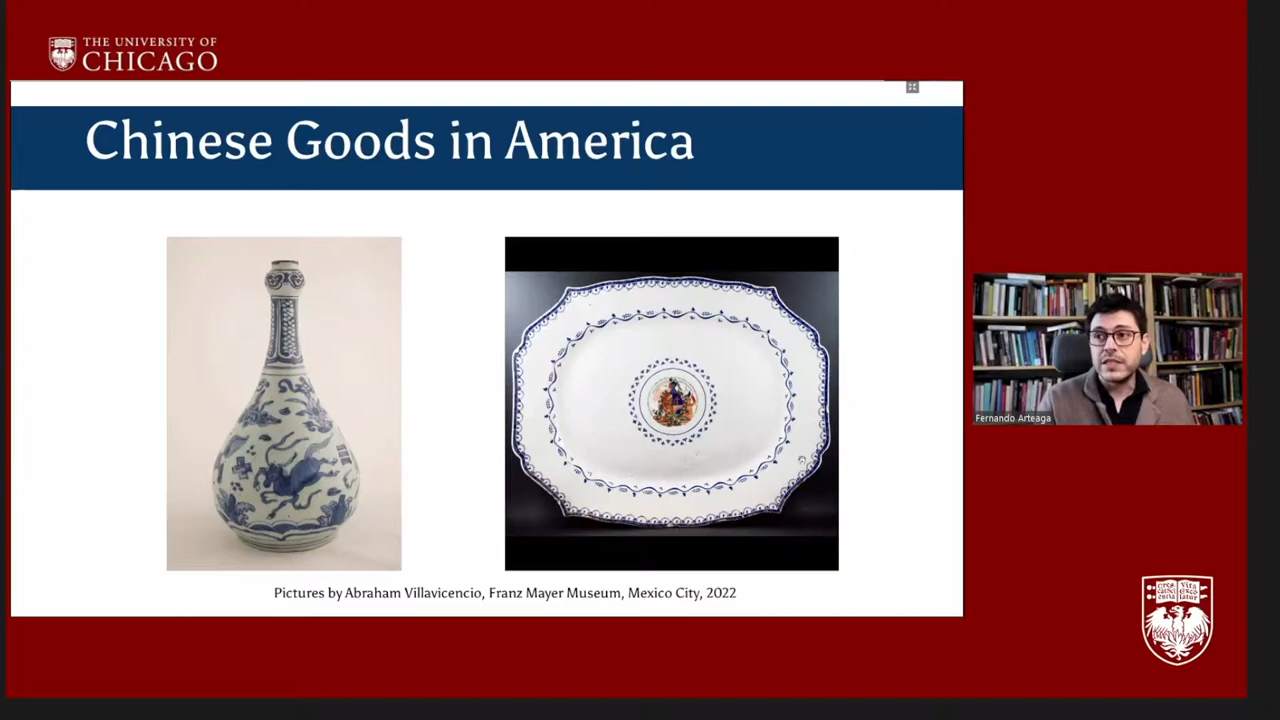 THE UNIVERSITY OF
CHICAGO
Chinese Goods in America
Pictures by Abraham Villavicencio, Franz Mayer Museum, Mexico City, 2022
Fernando Arteaga